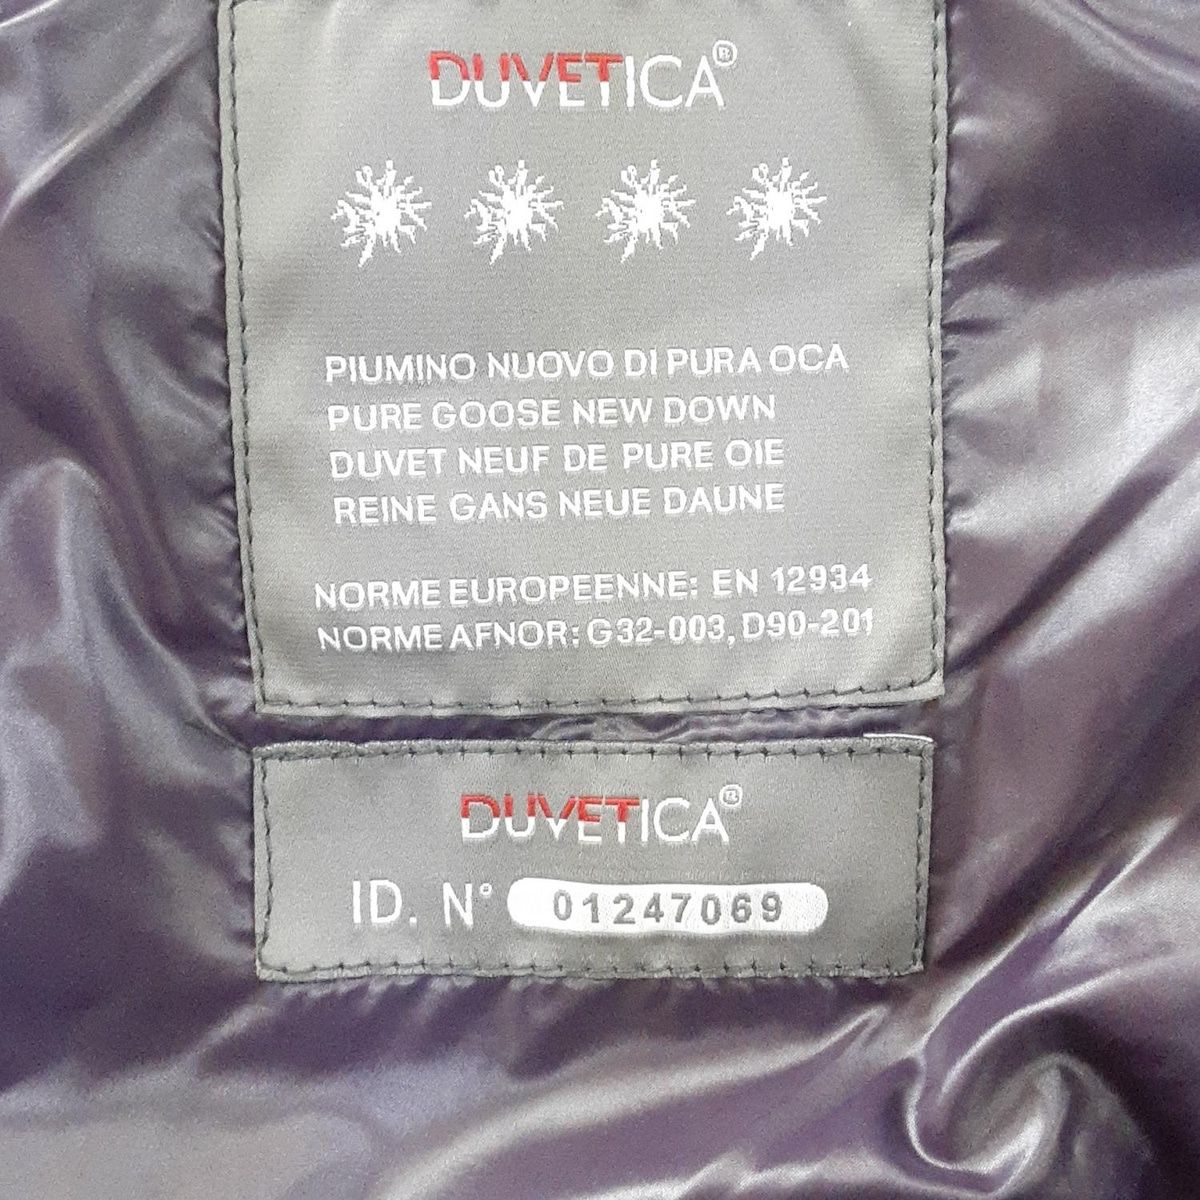 DUVETICA®
PIUMINO NUOVO DI PURA OCA
PURE GOOSE NEW DOWN
DUVET NEUF DE PURE OIE
REINE GANS NEUE DAUNE
NORME EUROPEENNE: EN 12934
NORME AFNOR: G32-003, D90-201
DUVETICA®
ID. N° 01247069